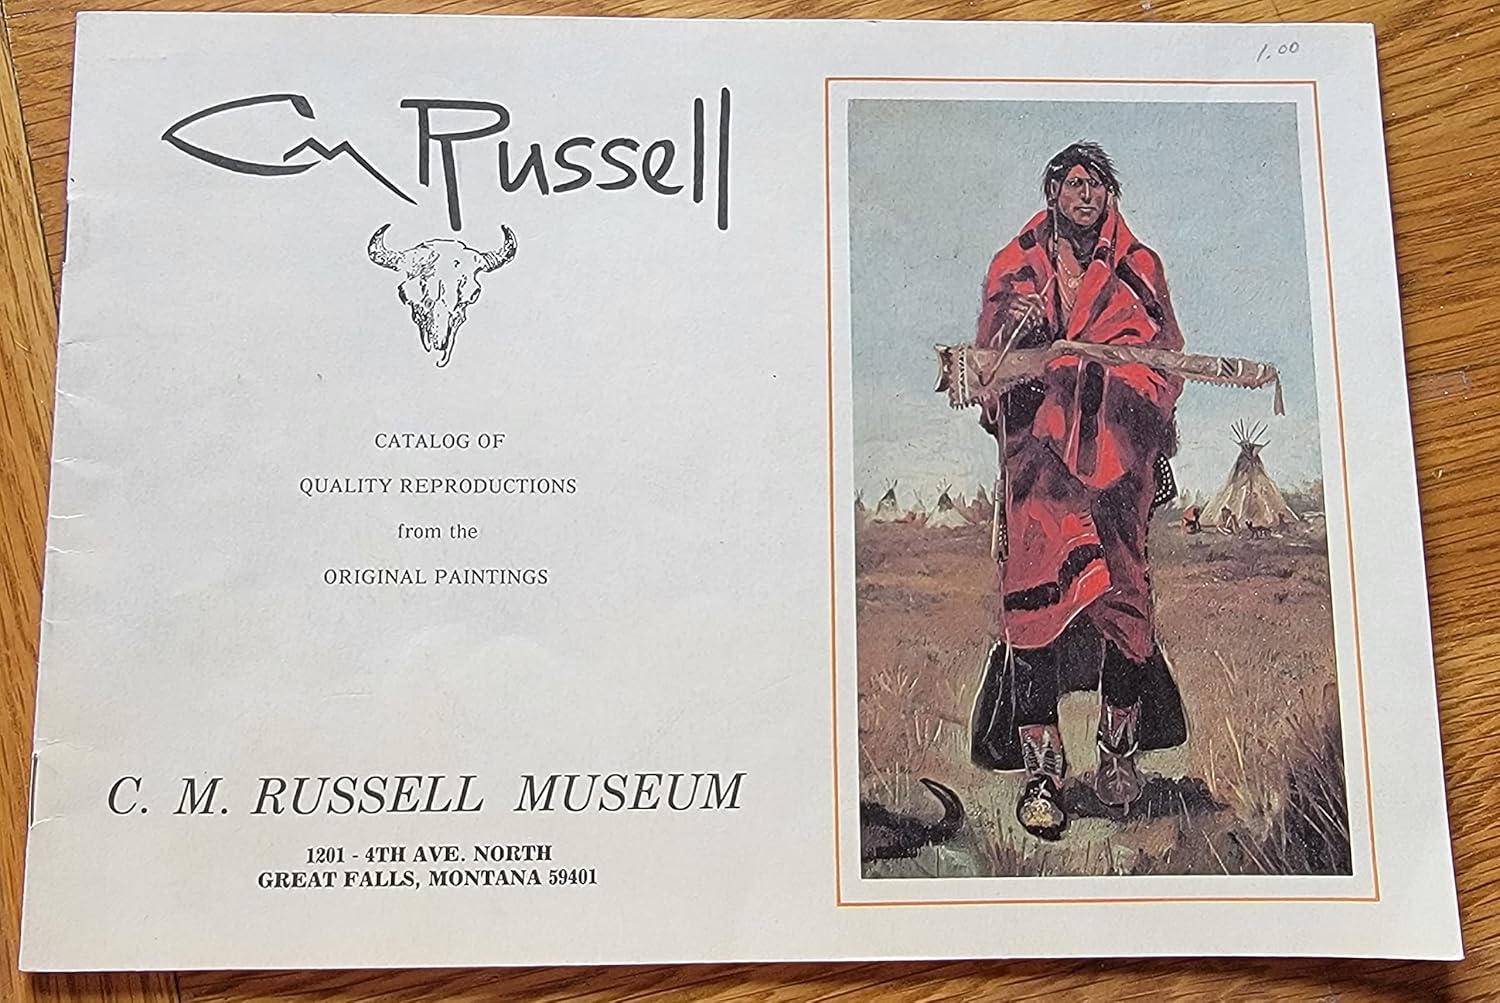 1.00
CM Russell
CATALOG OF
QUALITY REPRODUCTIONS
from the
ORIGINAL PAINTINGS
C. M. RUSSELL MUSEUM
1201 - 4TH AVE. NORTH
GREAT FALLS, MONTANA 59401